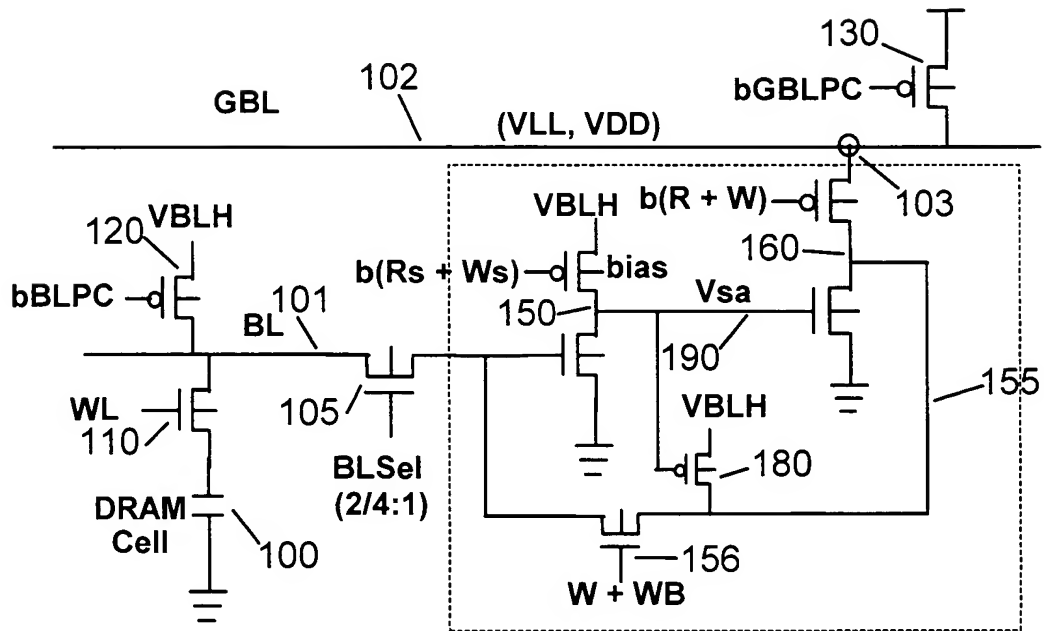 130
bGBLPC
102
GBL
(VLL, VDD)
103
b(R + W)
VBLH
120
VBLH
160
b(Rs + Ws)
bias
bBLPC
Vsa
101
150
BL
190
155
105
WL
VBLH
110
BLSel
180
(2/4:1)
DRAM
Cell
100
156
W + WB